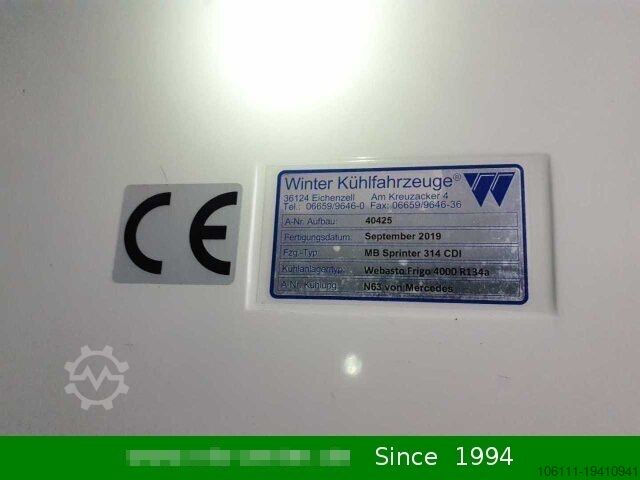 CE
Winter Kühlfahrzeuge®
36124 Eichenzell Am Kreuzacker 4
Tel.: 06659/9646-0 Fax: 06659/9646-36
A-Nr. Aufbau: 40425
Fertigungsdatum: September 2019
Fzg.-Typ: MB Sprinter 314 CDI
Kühlanlagentyp: Webasto Frigo 4000 R134a
A.Nr. Kühlung N63 von Mercedes
Since 1994
106111-19410941